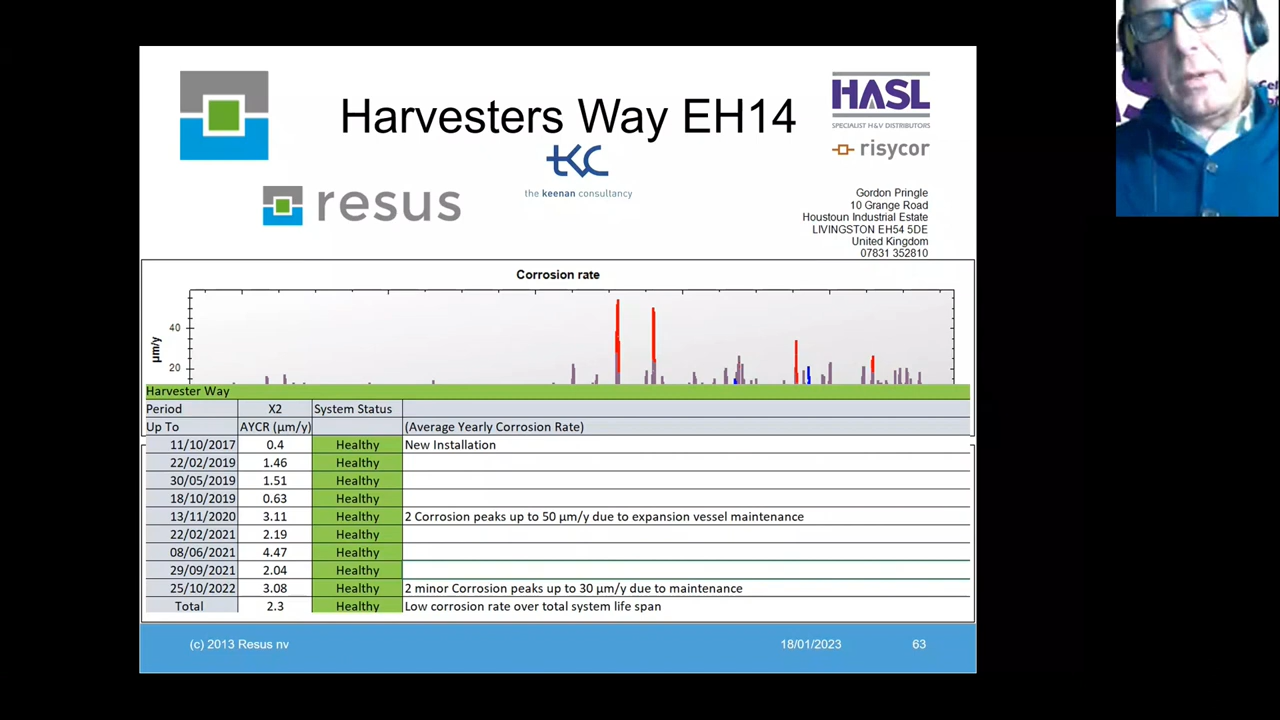 Harvesters Way EH14
HASL
SPECIALIST H&V DISTRIBUTORS
risycor
tkc
the keenan consultancy
resus
Gordon Pringle
10 Grange Road
Houstoun Industrial Estate
LIVINGSTON EH54 5DE
United Kingdom
07831 352810
Corrosion rate
µm/y
40
20
Harvester Way
Period X2 System Status
Up To AYCR (µm/y) (Average Yearly Corrosion Rate)
11/10/2017 0.4 Healthy New Installation
22/02/2019 1.46 Healthy
30/05/2019 1.51 Healthy
18/10/2019 0.63 Healthy
13/11/2020 3.11 Healthy 2 Corrosion peaks up to 50 µm/y due to expansion vessel maintenance
22/02/2021 2.19 Healthy
08/06/2021 4.47 Healthy
29/09/2021 2.04 Healthy
25/10/2022 3.08 Healthy 2 minor Corrosion peaks up to 30 µm/y due to maintenance
Total 2.3 Healthy Low corrosion rate over total system life span
(c) 2013 Resus nv 18/01/2023 63